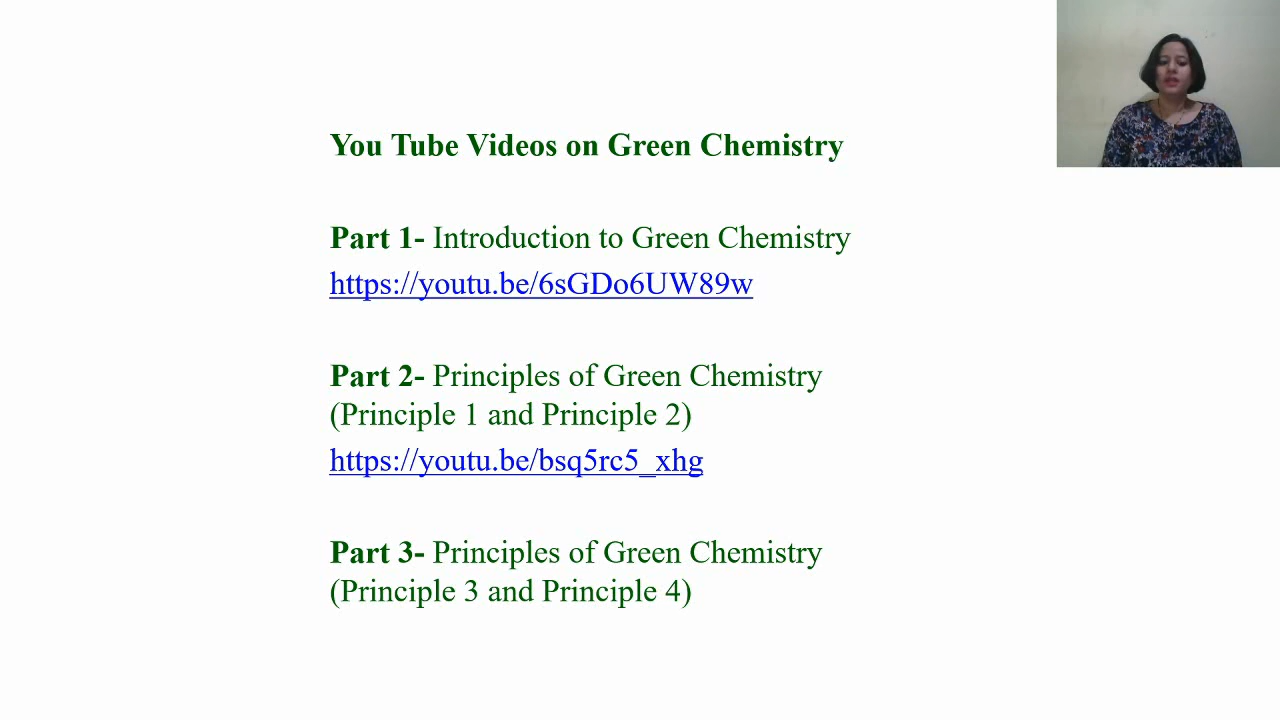 You Tube Videos on Green Chemistry
Part 1- Introduction to Green Chemistry
https://youtu.be/6sGDo6UW89w
Part 2- Principles of Green Chemistry
(Principle 1 and Principle 2)
https://youtu.be/bsq5rc5_xhg
Part 3- Principles of Green Chemistry
(Principle 3 and Principle 4)